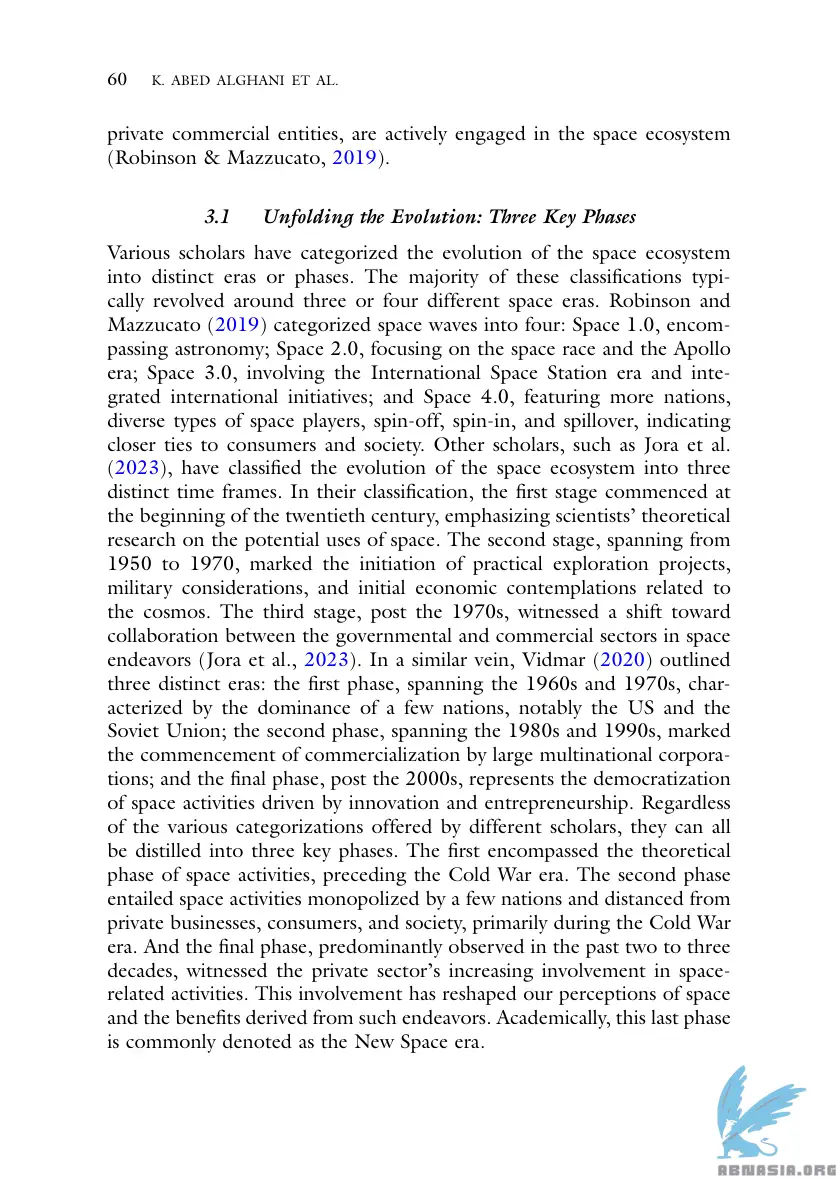 60 K. ABED ALGHANI ET AL.
private commercial entities, are actively engaged in the space ecosystem
(Robinson & Mazzucato, 2019).
3.1 Unfolding the Evolution: Three Key Phases
Various scholars have categorized the evolution of the space ecosystem
into distinct eras or phases. The majority of these classifications typi-
cally revolved around three or four different space eras. Robinson and
Mazzucato (2019) categorized space waves into four: Space 1.0, encom-
passing astronomy; Space 2.0, focusing on the space race and the Apollo
era; Space 3.0, involving the International Space Station era and inte-
grated international initiatives; and Space 4.0, featuring more nations,
diverse types of space players, spin-off, spin-in, and spillover, indicating
closer ties to consumers and society. Other scholars, such as Jora et al.
(2023), have classified the evolution of the space ecosystem into three
distinct time frames. In their classification, the first stage commenced at
the beginning of the twentieth century, emphasizing scientists' theoretical
research on the potential uses of space. The second stage, spanning from
1950 to 1970, marked the initiation of practical exploration projects,
military considerations, and initial economic contemplations related to
the cosmos. The third stage, post the 1970s, witnessed a shift toward
collaboration between the governmental and commercial sectors in space
endeavors (Jora et al., 2023). In a similar vein, Vidmar (2020) outlined
three distinct eras: the first phase, spanning the 1960s and 1970s, char-
acterized by the dominance of a few nations, notably the US and the
Soviet Union; the second phase, spanning the 1980s and 1990s, marked
the commencement of commercialization by large multinational corpora-
tions; and the final phase, post the 2000s, represents the democratization
of space activities driven by innovation and entrepreneurship. Regardless
of the various categorizations offered by different scholars, they can all
be distilled into three key phases. The first encompassed the theoretical
phase of space activities, preceding the Cold War era. The second phase
entailed space activities monopolized by a few nations and distanced from
private businesses, consumers, and society, primarily during the Cold War
era. And the final phase, predominantly observed in the past two to three
decades, witnessed the private sector's increasing involvement in space-
related activities. This involvement has reshaped our perceptions of space
and the benefits derived from such endeavors. Academically, this last phase
is commonly denoted as the New Space era.
ABNASIA.ORG